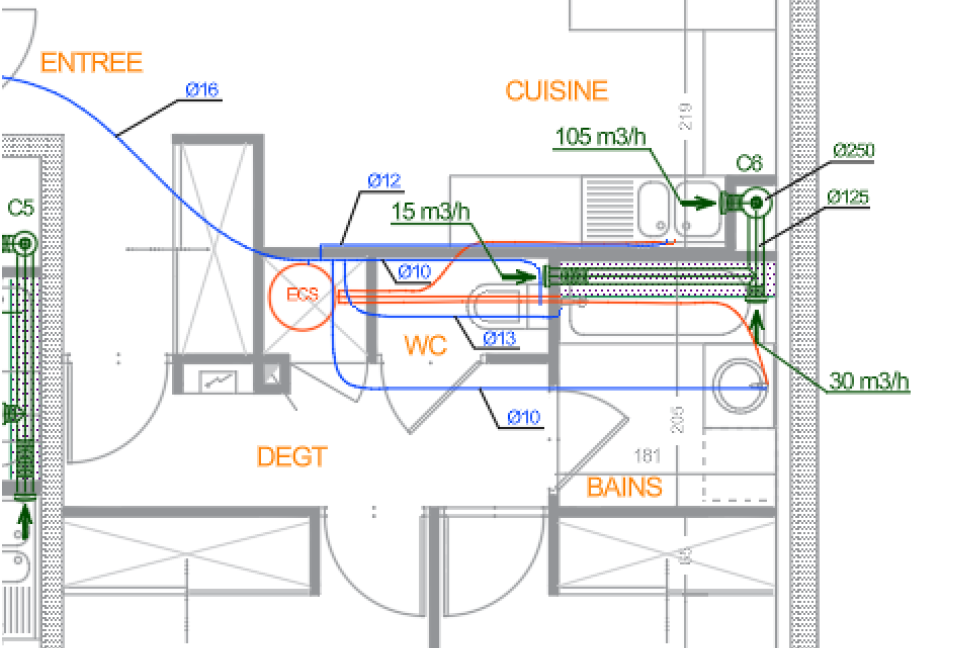 ENTREE
Ø16
CUISINE
219
105 m3/h
C6
Ø250
Ø12
Ø125
15 m3/h
C5
Ø10
ECS
WC
Ø13
30 m3/h
Ø10
205
DEGT
181
BAINS